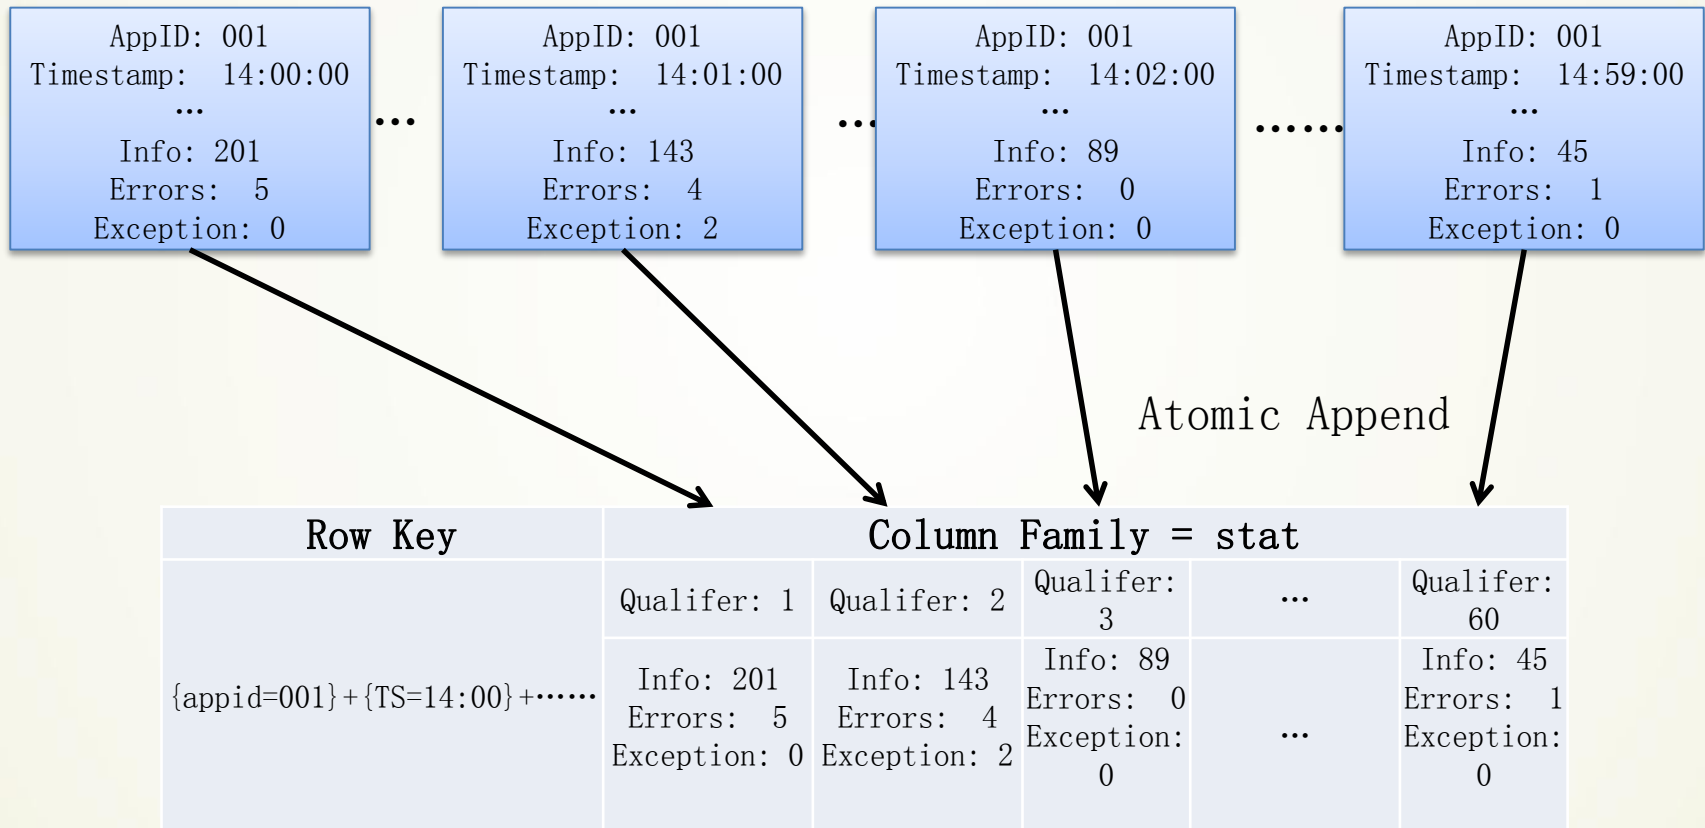 AppID: 001
Timestamp:  14:00:00
…
Info: 201
Errors:  5
Exception: 0
…
AppID: 001
Timestamp:  14:01:00
…
Info: 143
Errors:  4
Exception: 2
…
AppID: 001
Timestamp:  14:02:00
…
Info: 89
Errors:  0
Exception: 0
……
AppID: 001
Timestamp:  14:59:00
…
Info: 45
Errors:  1
Exception: 0
Atomic Append
Row Key
Column Family = stat
Qualifer: 1
Qualifer: 2
Qualifer:
3
…
Qualifer:
60
{appid=001}+{TS=14:00}+……
Info: 201
Errors:  5
Exception: 0
Info: 143
Errors:  4
Exception: 2
Info: 89
Errors:  0
Exception:
0
…
Info: 45
Errors:  1
Exception:
0